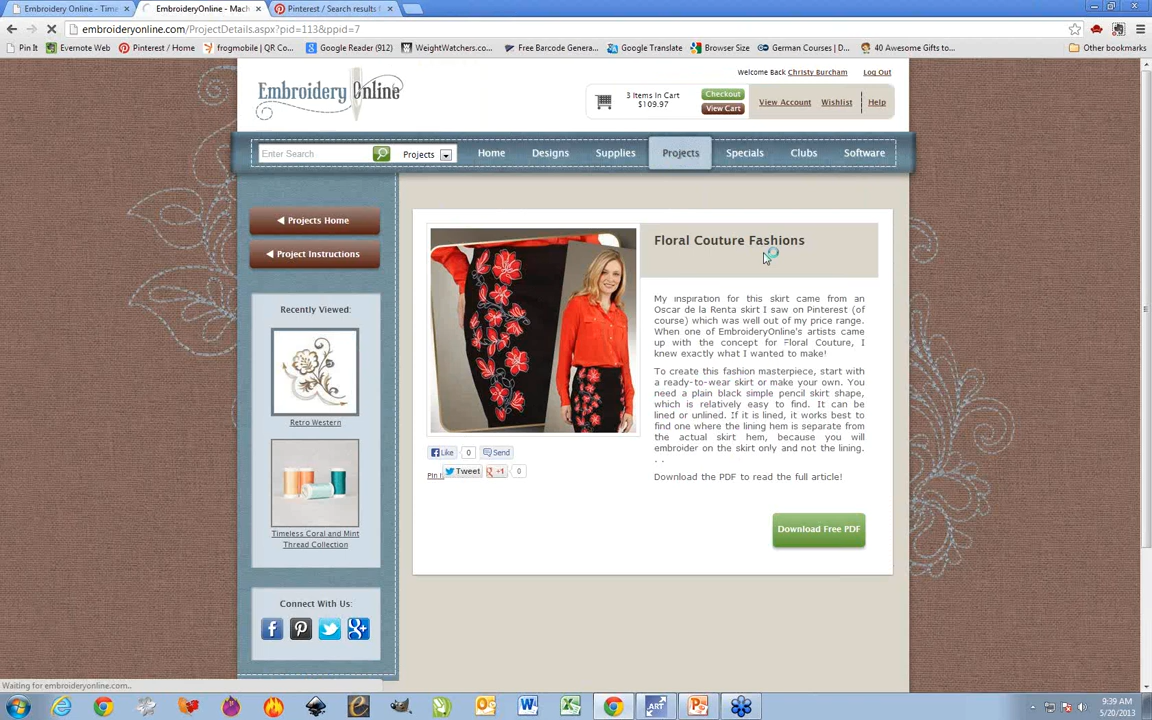 Embroidery Online - Time
EmbroideryOnline - Mach
Pinterest / Search results f
embroideryonline.com/ProjectDetails.aspx?pid=113&ppid=7
Pin It
Evernote Web
Pinterest / Home
frogmobile | QR Co...
Google Reader (912)
WeightWatchers.co...
Free Barcode Genera...
Google Translate
Browser Size
German Courses | D...
40 Awesome Gifts to...
Other bookmarks
Embroidery Online
Welcome Back Christy Burcham
Log Out
3 Items In Cart
$109.97
Checkout
View Cart
View Account
Wishlist
Help
Enter Search
Projects
Home
Designs
Supplies
Projects
Specials
Clubs
Software
Projects Home
Project Instructions
Recently Viewed:
Retro Western
Timeless Coral and Mint
Thread Collection
Connect With Us:
Floral Couture Fashions
My inspiration for this skirt came from an
Oscar de la Renta skirt I saw on Pinterest (of
course) which was well out of my price range.
When one of EmbroideryOnline's artists came
up with the concept for Floral Couture, I
knew exactly what I wanted to make!
To create this fashion masterpiece, start with
a ready-to-wear skirt or make your own. You
need a plain black simple pencil skirt shape,
which is relatively easy to find. It can be
lined or unlined. If it is lined, it works best to
find one where the lining hem is separate from
the actual skirt hem, because you will
embroider on the skirt only and not the lining.
. .
Download the PDF to read the full article!
Like
0
Send
Pin I
Tweet
+1
0
Download Free PDF
Waiting for embroideryonline.com...
ART
9:39 AM
5/20/2013